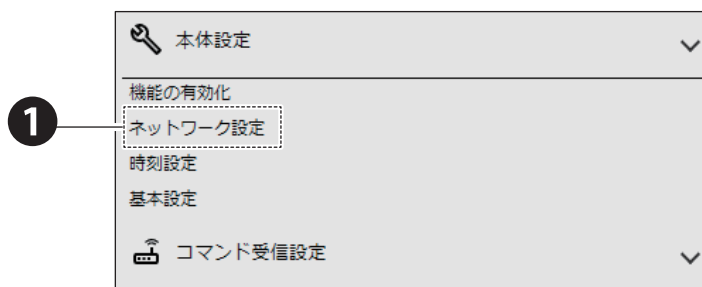 本体設定
機能の有効化
1
ネットワーク設定
時刻設定
基本設定
コマンド受信設定